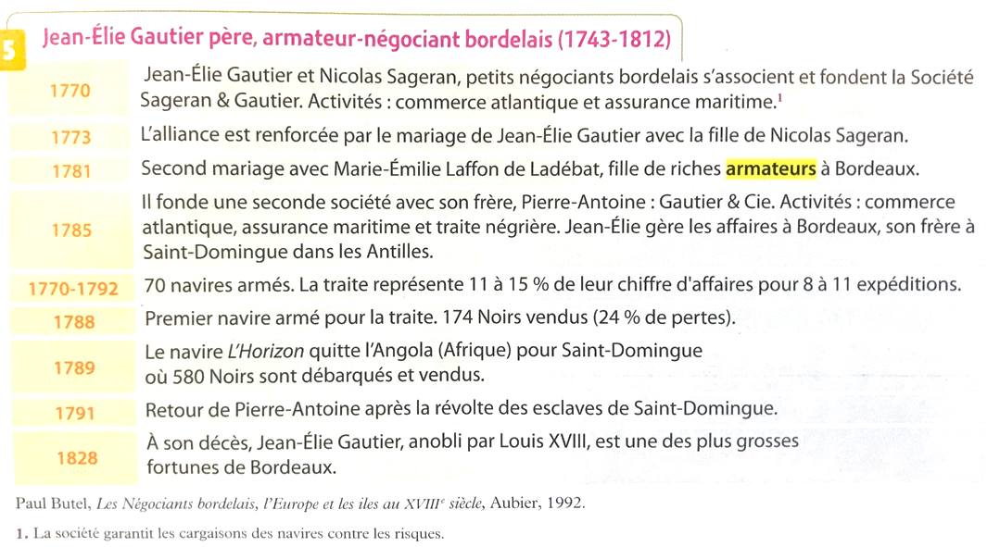 5
Jean-Élie Gautier père, armateur-négociant bordelais (1743-1812)
1770
Jean-Élie Gautier et Nicolas Sageran, petits négociants bordelais s'associent et fondent la Société
Sageran & Gautier. Activités : commerce atlantique et assurance maritime.¹
1773
L'alliance est renforcée par le mariage de Jean-Élie Gautier avec la fille de Nicolas Sageran.
1781
Second mariage avec Marie-Émilie Laffon de Ladébat, fille de riches armateurs à Bordeaux.
1785
Il fonde une seconde société avec son frère, Pierre-Antoine : Gautier & Cie. Activités : commerce
atlantique, assurance maritime et traite négrière. Jean-Élie gère les affaires à Bordeaux, son frère à
Saint-Domingue dans les Antilles.
1770-1792
70 navires armés. La traite représente 11 à 15 % de leur chiffre d'affaires pour 8 à 11 expéditions.
1788
Premier navire armé pour la traite. 174 Noirs vendus (24 % de pertes).
1789
Le navire L'Horizon quitte l'Angola (Afrique) pour Saint-Domingue
où 580 Noirs sont débarqués et vendus.
1791
Retour de Pierre-Antoine après la révolte des esclaves de Saint-Domingue.
1828
À son décès, Jean-Élie Gautier, anobli par Louis XVIII, est une des plus grosses
fortunes de Bordeaux.
Paul Butel, Les Négociants bordelais, l'Europe et les iles au XVIIIe siècle, Aubier, 1992.
1. La société garantit les cargaisons des navires contre les risques.